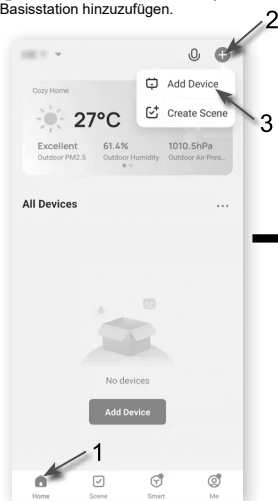 Basisstation hinzuzufügen.
2
Cozy Home
Add Device
3
27°C
Create Scene
Excellent 61.4% 1010.5hPa
Outdoor PM2.5 Outdoor Humidity Outdoor Air Pres...
All Devices ...
No devices
Add Device
1
Home Scene Smart Me